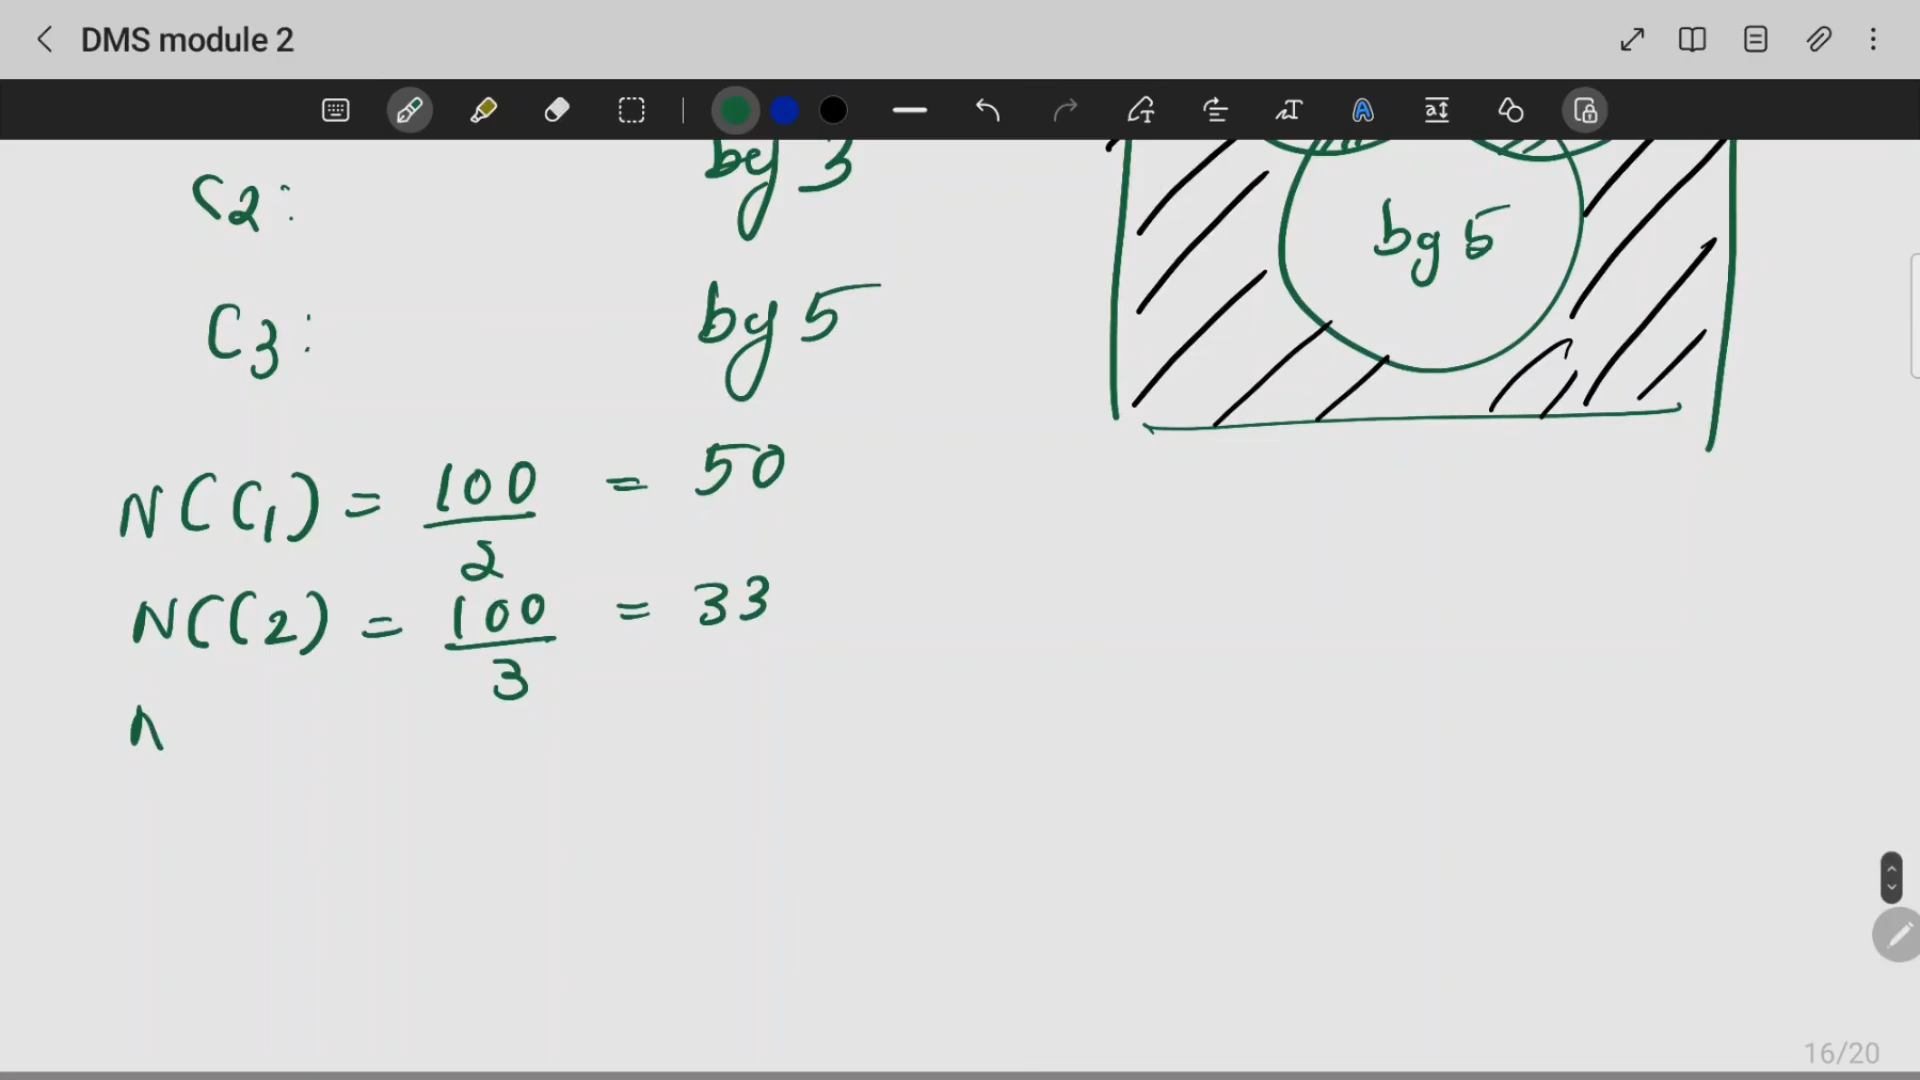 DMS module 2
by 3
C2:
by 5
C3:
by 5
N(C1) = 100/2 = 50
N(C2) = 100/3 = 33
N
16/20